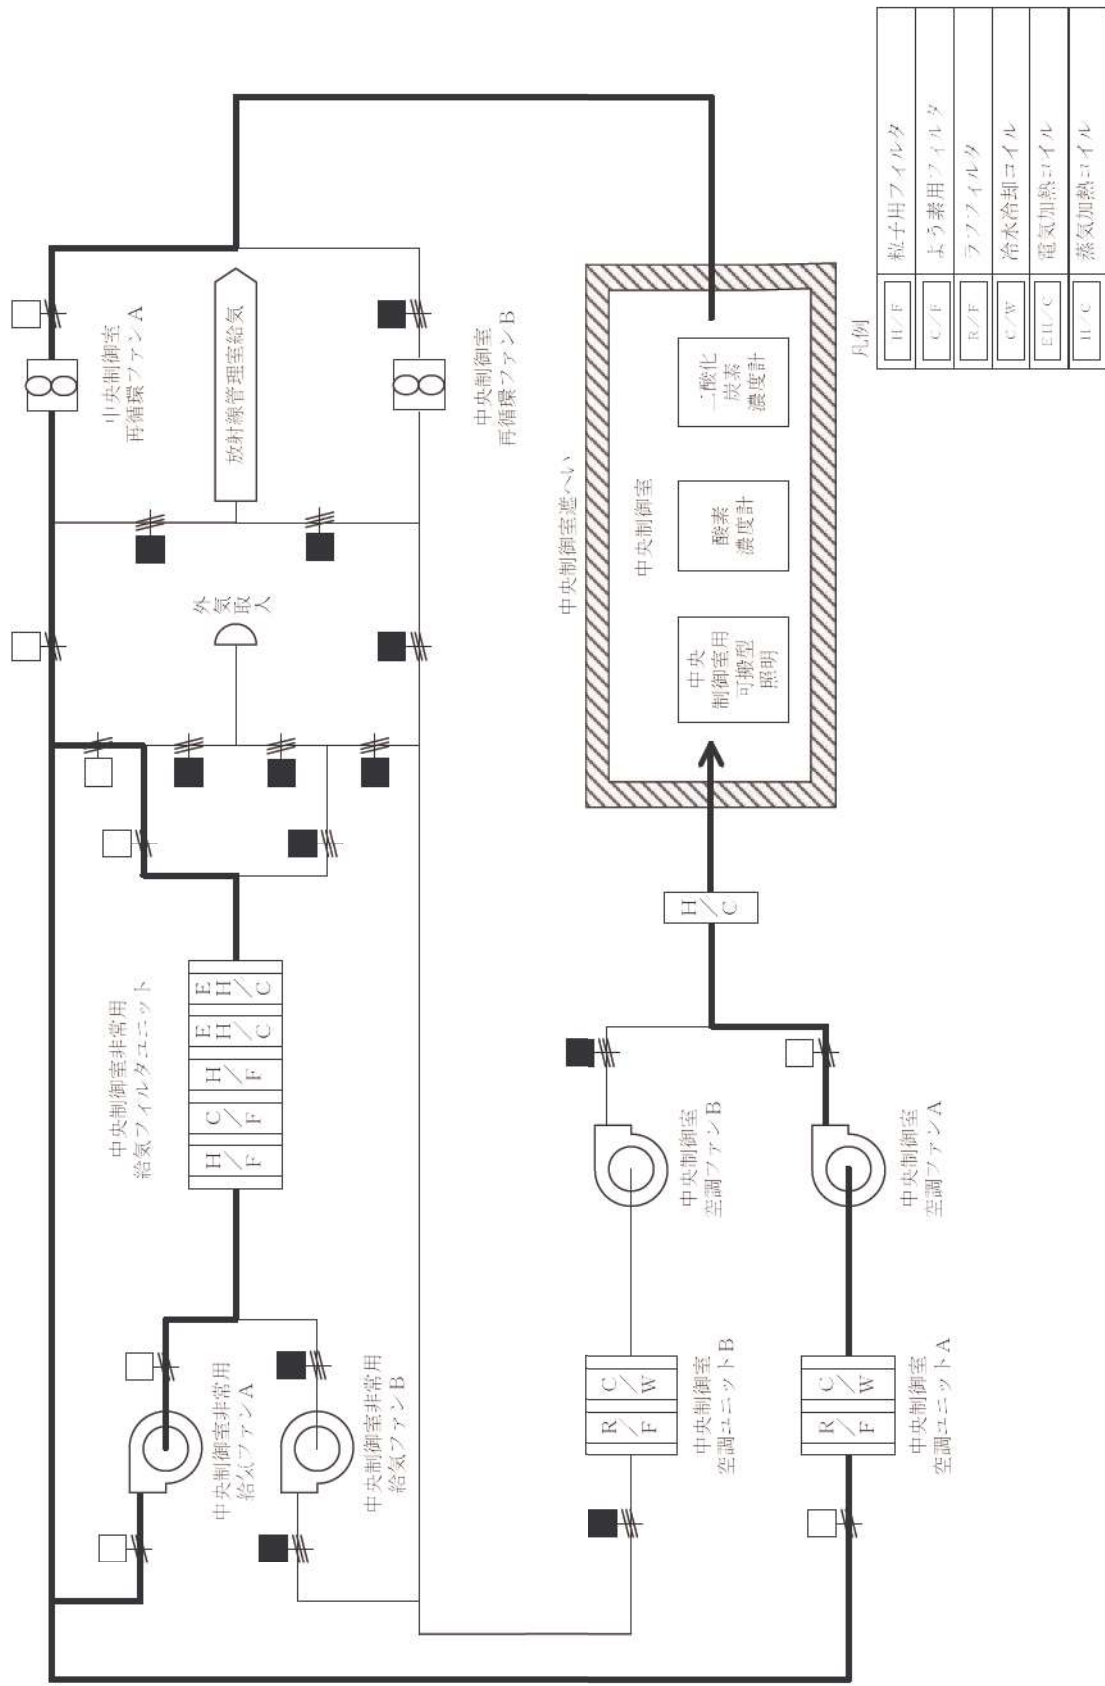 中央制御室非常用
給気ファンA
中央制御室非常用
給気ファンB
中央制御室非常用
給気フィルタユニット
H/F
C/F
H/F
EH/C
EH/C
外気取入
放射線管理室給気
中央制御室
再循環ファンA
中央制御室
再循環ファンB
中央制御室
空調ユニットB
R/F
C/W
中央制御室
空調ファンB
中央制御室
空調ユニットA
R/F
C/W
中央制御室
空調ファンA
H/C
中央制御室遮へい
中央制御室
中央
制御室用
可搬型
照明
酸素
濃度計
二酸化
炭素
濃度計
凡例
H/F 粒子用フィルタ
C/F よう素用フィルタ
R/F ラフフィルタ
C/W 冷水冷却コイル
EH/C 電気加熱コイル
H/C 蒸気加熱コイル